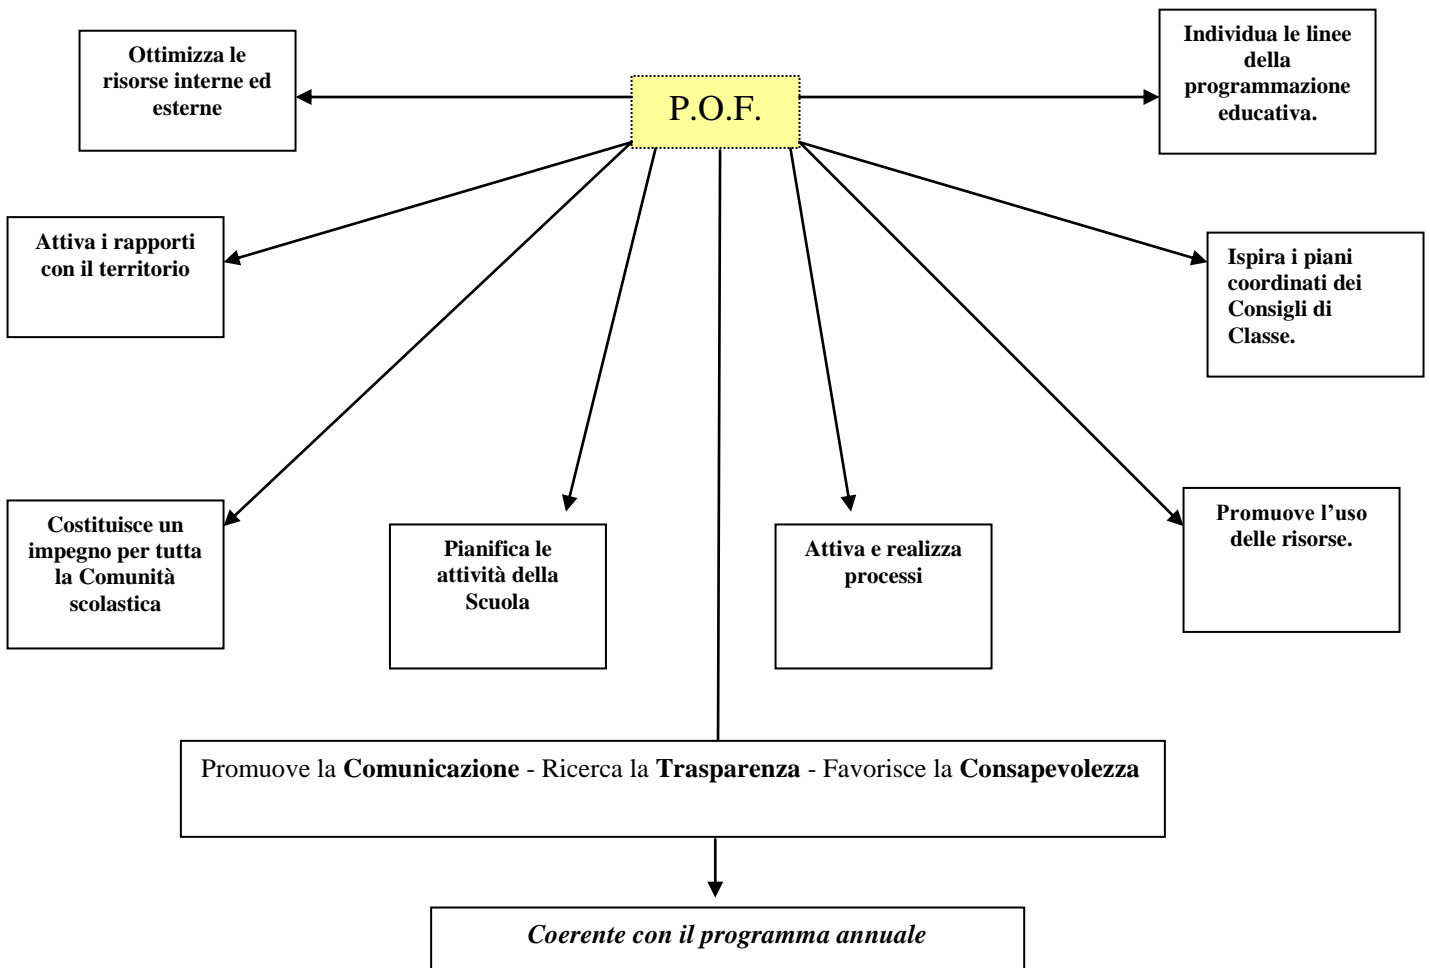 Ottimizza le
risorse interne ed
esterne
P.O.F.
Individua le linee
della
programmazione
educativa.
Attiva i rapporti
con il territorio
Ispira i piani
coordinati dei
Consigli di
Classe.
Costituisce un
impegno per tutta
la Comunità
scolastica
Pianifica le
attività della
Scuola
Attiva e realizza
processi
Promuove l’uso
delle risorse.
Promuove la Comunicazione - Ricerca la Trasparenza - Favorisce la Consapevolezza
Coerente con il programma annuale